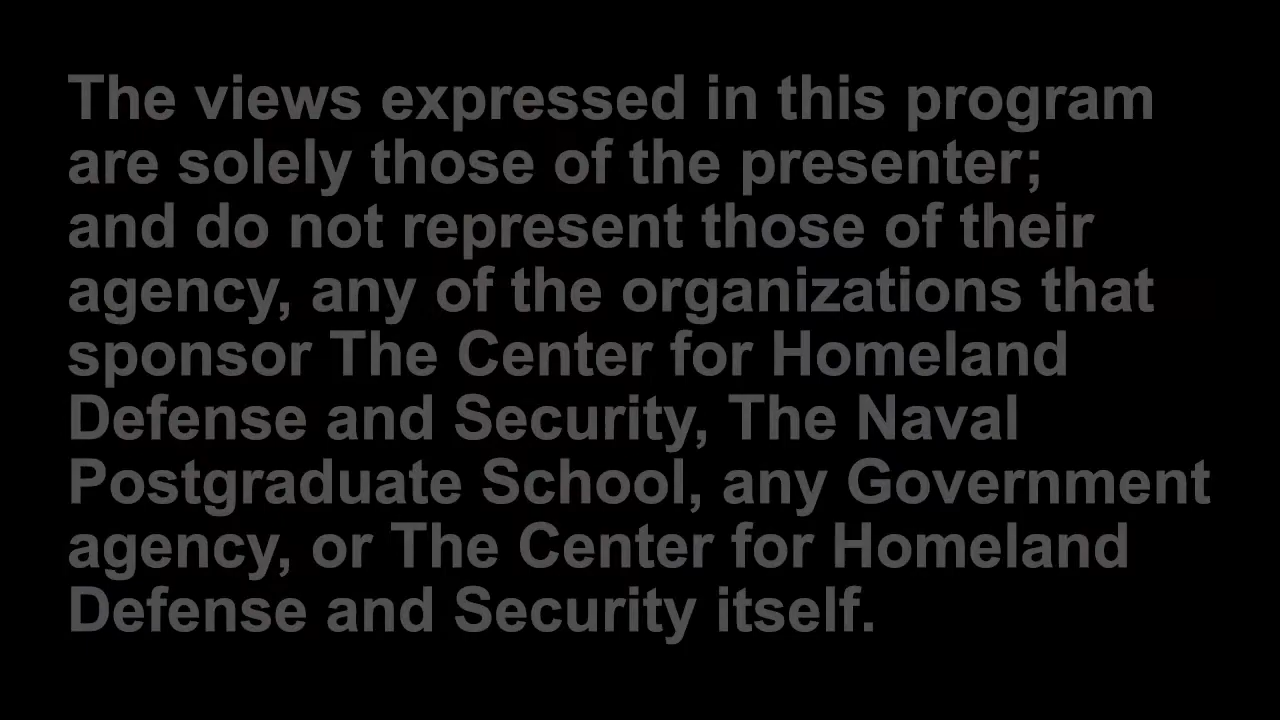 The views expressed in this program
are solely those of the presenter;
and do not represent those of their
agency, any of the organizations that
sponsor The Center for Homeland
Defense and Security, The Naval
Postgraduate School, any Government
agency, or The Center for Homeland
Defense and Security itself.